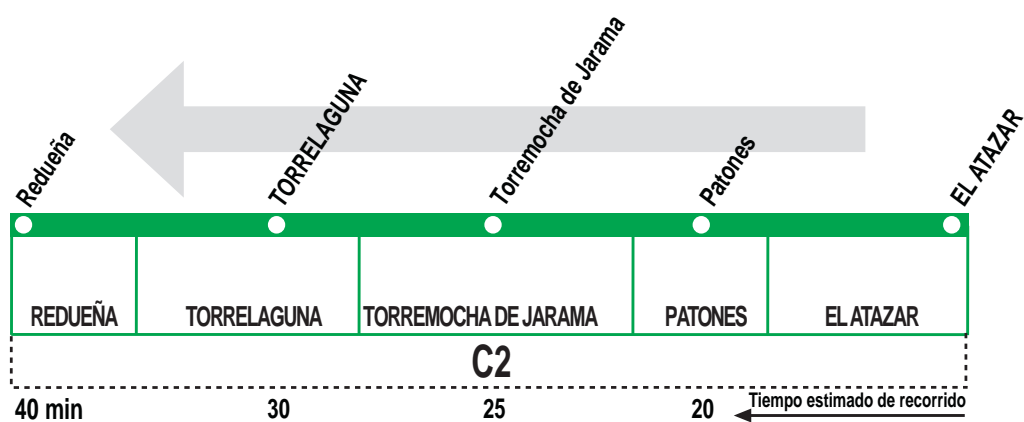 Redueña
TORRELAGUNA
Torremocha de Jarama
Patones
EL ATAZAR
REDUEÑA
TORRELAGUNA
TORREMOCHA DE JARAMA
PATONES
EL ATAZAR
C2
40 min
30
25
20
Tiempo estimado de recorrido